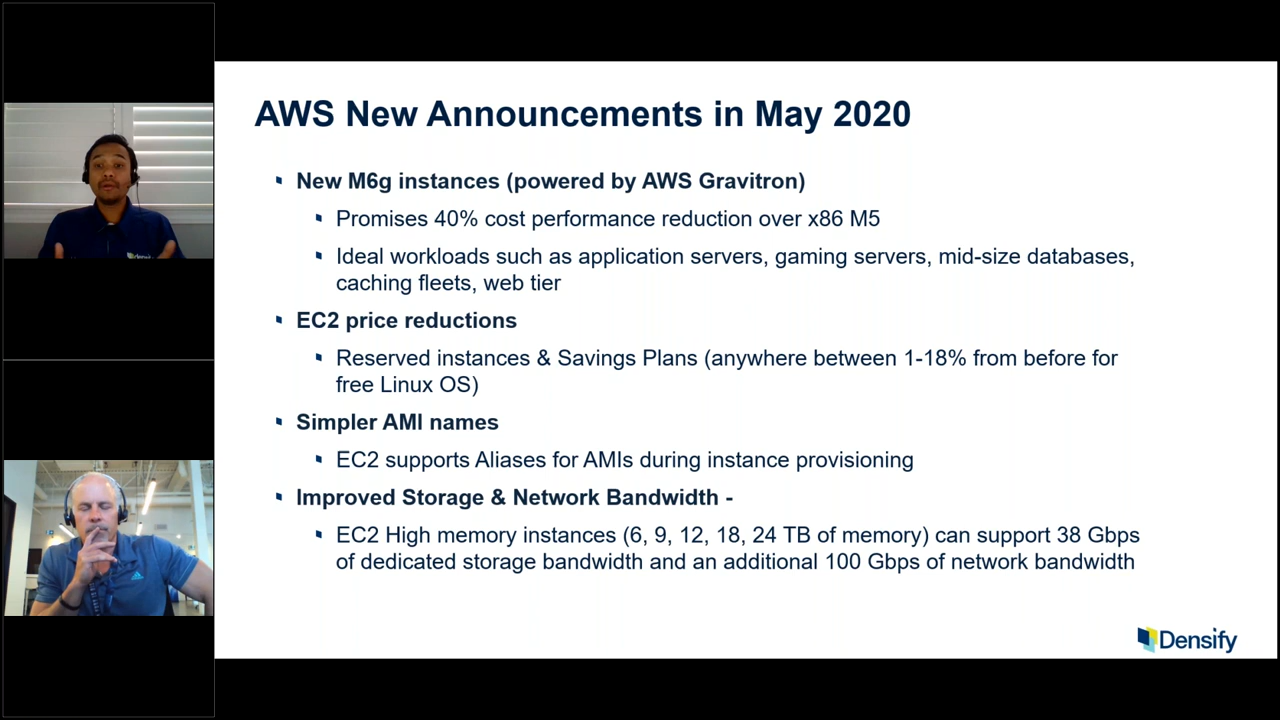 AWS New Announcements in May 2020
New M6g instances (powered by AWS Gravitron)
Promises 40% cost performance reduction over x86 M5
Ideal workloads such as application servers, gaming servers, mid-size databases,
caching fleets, web tier
EC2 price reductions
Reserved instances & Savings Plans (anywhere between 1-18% from before for
free Linux OS)
Simpler AMI names
EC2 supports Aliases for AMIs during instance provisioning
Improved Storage & Network Bandwidth -
EC2 High memory instances (6, 9, 12, 18, 24 TB of memory) can support 38 Gbps
of dedicated storage bandwidth and an additional 100 Gbps of network bandwidth
Densify
densify